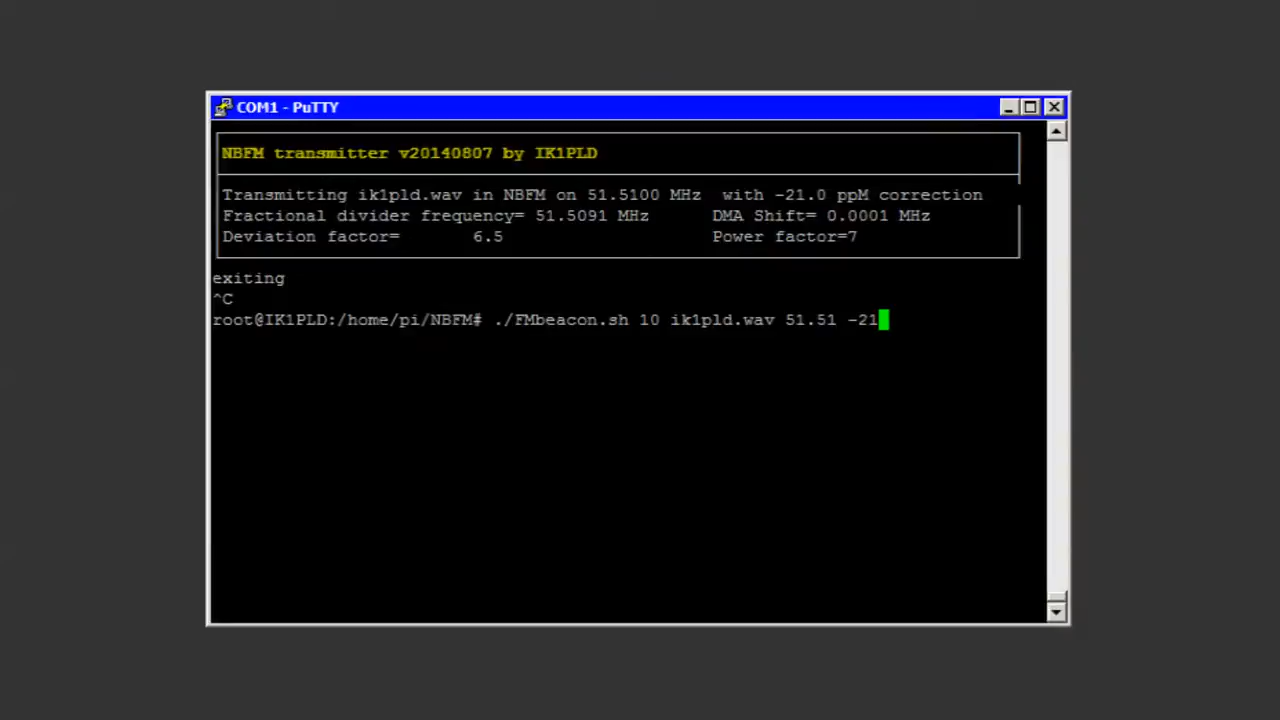 COM1 - PuTTY
NBFM transmitter v20140807 by IK1PLD
Transmitting ik1pld.wav in NBFM on 51.5100 MHz with -21.0 ppM correction
Fractional divider frequency= 51.5091 MHz DMA Shift= 0.0001 MHz
Deviation factor= 6.5 Power factor=7
exiting
^C
root@IK1PLD:/home/pi/NBFM# ./FMbeacon.sh 10 ik1pld.wav 51.51 -21